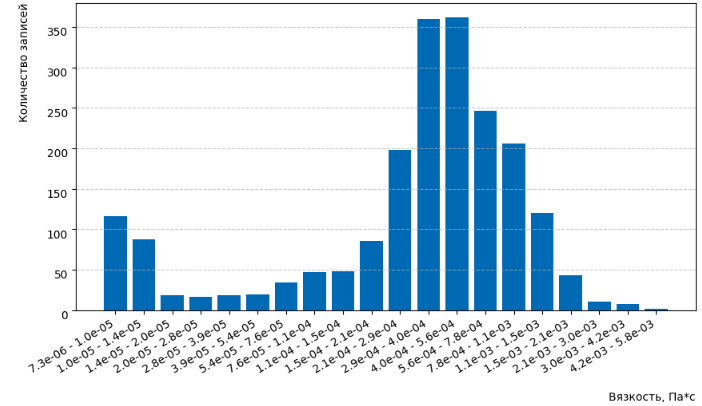 Количество записей
350
300
250
200
150
100
50
0
7.3e-06 - 1.0e-05
1.0e-05 - 1.4e-05
1.4e-05 - 2.0e-05
2.0e-05 - 2.8e-05
2.8e-05 - 3.9e-05
3.9e-05 - 5.4e-05
5.4e-05 - 7.6e-05
7.6e-05 - 1.1e-04
1.1e-04 - 1.5e-04
1.5e-04 - 2.1e-04
2.1e-04 - 2.9e-04
2.9e-04 - 4.0e-04
4.0e-04 - 5.6e-04
5.6e-04 - 7.8e-04
7.8e-04 - 1.1e-03
1.1e-03 - 1.5e-03
1.5e-03 - 2.1e-03
2.1e-03 - 3.0e-03
3.0e-03 - 4.2e-03
4.2e-03 - 5.8e-03
Вязкость, Па*с